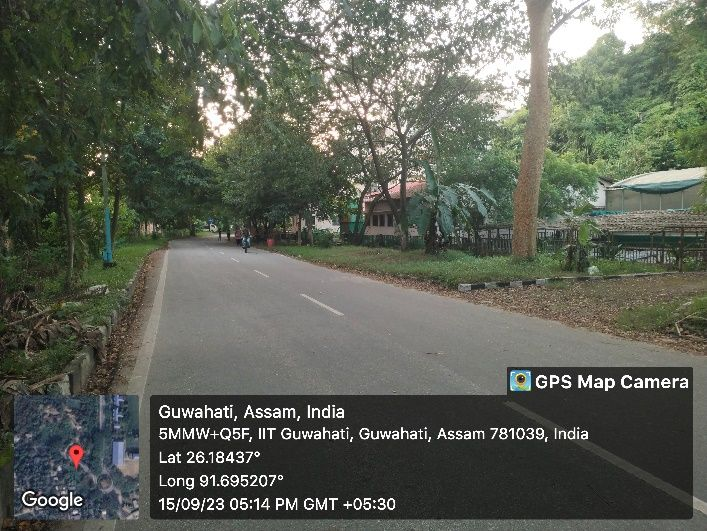 GPS Map Camera
Guwahati, Assam, India
5MMW+Q5F, IIT Guwahati, Guwahati, Assam 781039, India
Lat 26.18437°
Long 91.695207°
15/09/23 05:14 PM GMT +05:30
Google